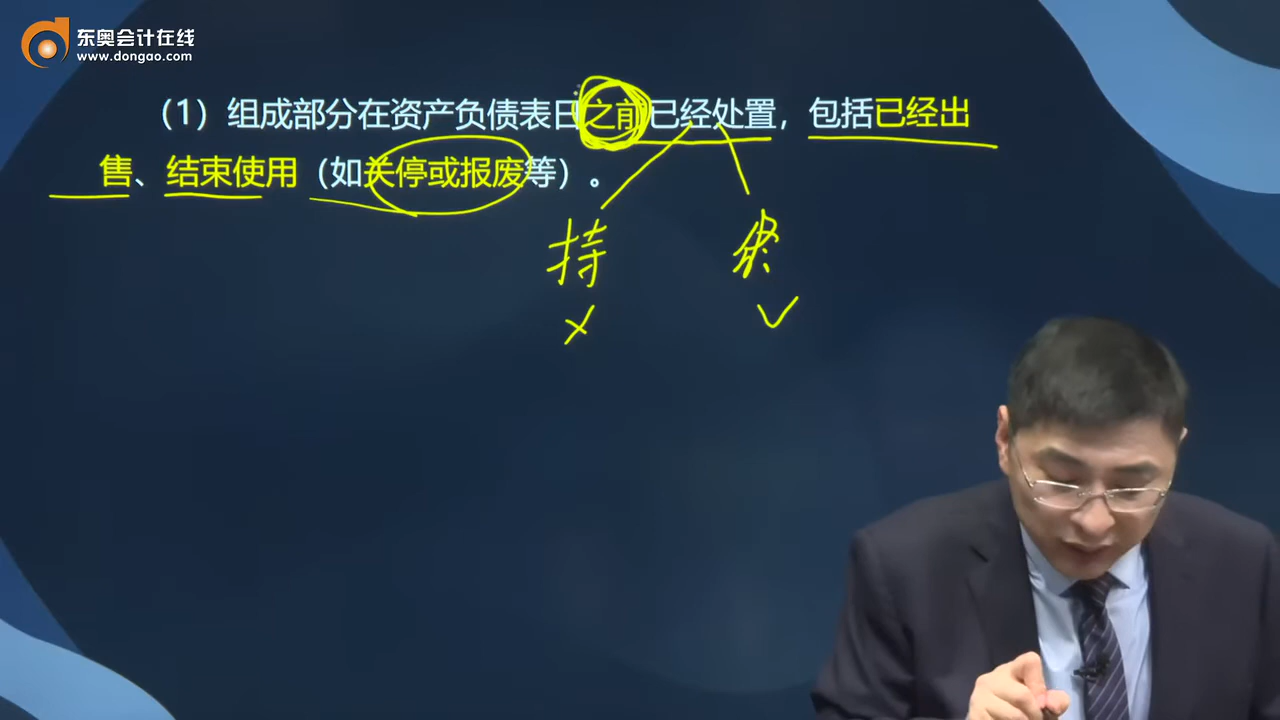 东奥会计在线
www.dongao.com
（1）组成部分在资产负债表日之前已经处置，包括已经出
售、结束使用（如关停或报废等）。
持